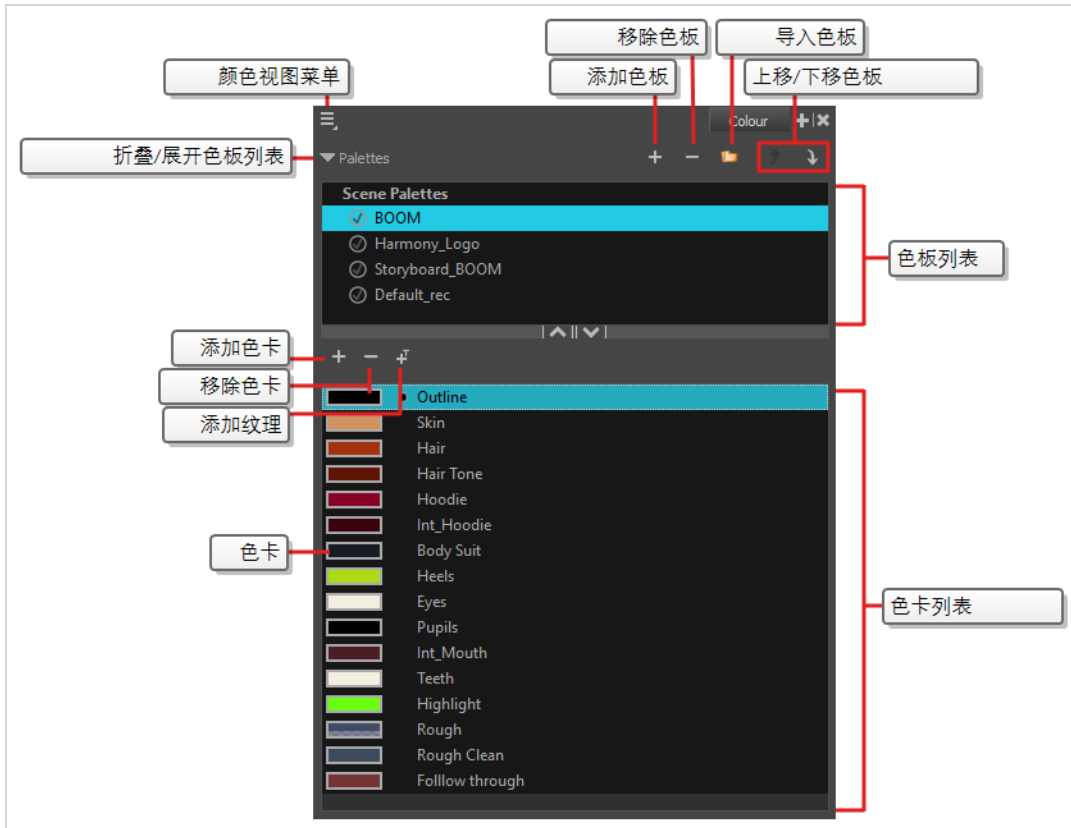 移除色板
导入色板
颜色视图菜单
添加色板
上移/下移色板
Colour
折叠/展开色板列表
Palettes
Scene Palettes
BOOM
Harmony_Logo
色板列表
Storyboard_BOOM
Default_rec
添加色卡
移除色卡
添加纹理
Outline
Skin
Hair
Hair Tone
Hoodie
Int_Hoodie
色卡
Body Suit
Heels
Eyes
色卡列表
Pupils
Int_Mouth
Teeth
Highlight
Rough
Rough Clean
Folllow through